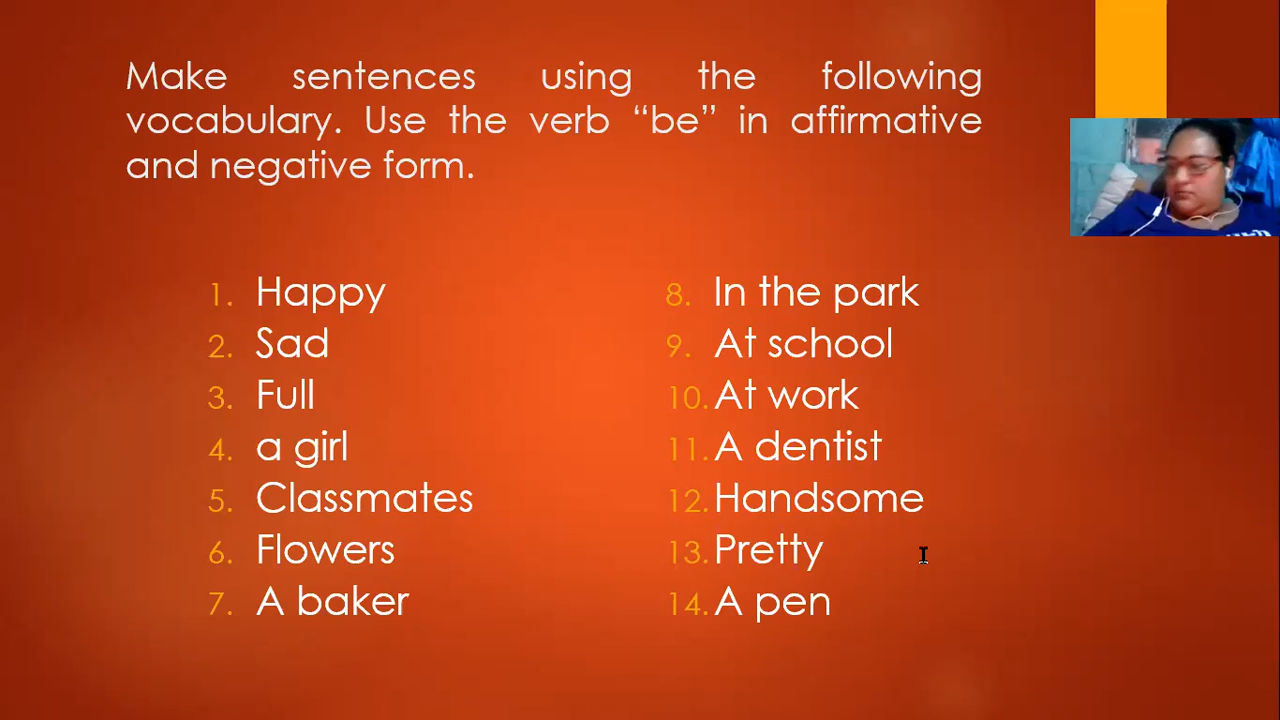 Make sentences using the following
vocabulary. Use the verb “be” in affirmative
and negative form.
1. Happy
2. Sad
3. Full
4. a girl
5. Classmates
6. Flowers
7. A baker
8. In the park
9. At school
10. At work
11. A dentist
12. Handsome
13. Pretty
14. A pen